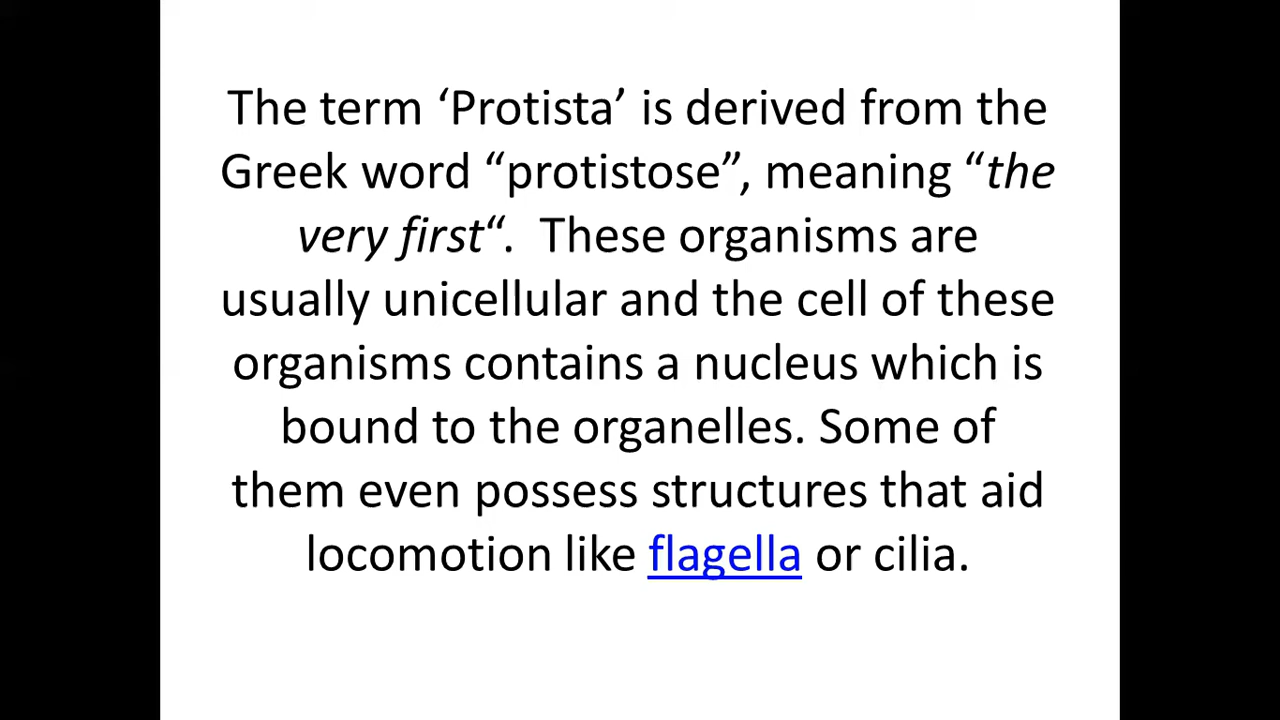 The term ‘Protista’ is derived from the
Greek word “protistose”, meaning “the
very first“.  These organisms are
usually unicellular and the cell of these
organisms contains a nucleus which is
bound to the organelles. Some of
them even possess structures that aid
locomotion like flagella or cilia.